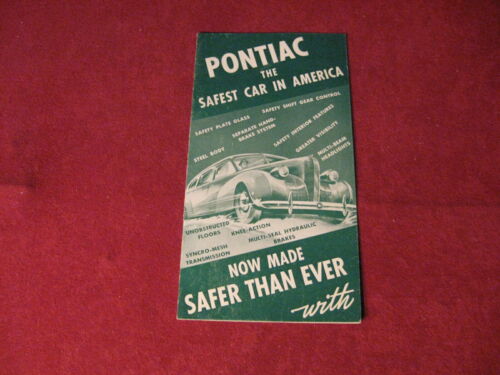 PONTIAC
THE
SAFEST CAR IN AMERICA
SAFETY SHIFT GEAR CONTROL
SAFETY PLATE GLASS
SEPARATE HAND-
BRAKE SYSTEM
SAFETY INTERIOR FEATURES
STEEL BODY
GREATER VISIBILITY
MULTI-BEAM
HEADLIGHTS
UNOBSTRUCTED
FLOORS
KNEE-ACTION
MULTI-SEAL HYDRAULIC
BRAKES
SYNCRO-MESH
TRANSMISSION
NOW MADE
SAFER THAN EVER
with